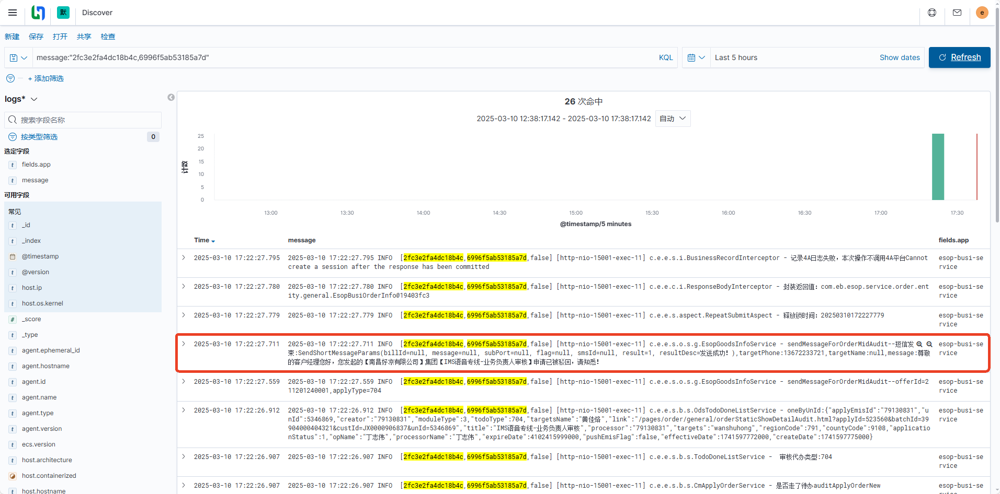 默
Discover
e
新建 保存 打开 共享 检查
message:"2fc3e2fa4dc18b4c,6996f5ab53185a7d"
KQL
Last 5 hours
Show dates
Refresh
+ 添加筛选
logs*
搜索字段名称
按类型筛选
0
选定字段
t fields.app
t message
可用字段
常见
t _id
t _index
@timestamp
t @version
t host.ip
t host.os.kernel
# _score
t _type
t agent.ephemeral_id
t agent.hostname
t agent.id
t agent.name
t agent.type
t agent.version
t ecs.version
t host.architecture
host.containerized
t host.hostname
26 次命中
2025-03-10 12:38:17.142 - 2025-03-10 17:38:17.142
自动
计数
25
20
15
10
5
0
13:00 13:30 14:00 14:30 15:00 15:30 16:00 16:30 17:00 17:30
@timestamp/5 minutes
Time message fields.app
2025-03-10 17:22:27.795 2025-03-10 17:22:27.795 INFO [2fc3e2fa4dc18b4c,6996f5ab53185a7d,false] [http-nio-15001-exec-11] c.e.e.s.i.BusinessRecordInterceptor - 记录4A日志失败，本次操作不调用4A平台Cannot esop-busi-se
create a session after the response has been committed rvice
2025-03-10 17:22:27.780 2025-03-10 17:22:27.780 INFO [2fc3e2fa4dc18b4c,6996f5ab53185a7d,false] [http-nio-15001-exec-11] c.e.e.c.i.ResponseBodyInterceptor - 封装返回值：com.eb.esop.service.order.ent esop-busi-se
ity.general.EsopBusiOrderInfo@19403fc3 rvice
2025-03-10 17:22:27.779 2025-03-10 17:22:27.779 INFO [2fc3e2fa4dc18b4c,6996f5ab53185a7d,false] [http-nio-15001-exec-11] c.e.e.s.aspect.RepeatSubmitAspect - 释放锁时间：20250310172227779 esop-busi-se
rvice
2025-03-10 17:22:27.711 2025-03-10 17:22:27.711 INFO [2fc3e2fa4dc18b4c,6996f5ab53185a7d,false] [http-nio-15001-exec-11] c.e.e.s.o.s.g.EsopGoodsInfoService - sendMessageForOrderMidAudit--短信发 esop-busi-se
束:SendShortMessageParams(billId=null, message=null, subPort=null, flag=null, smsId=null, result=1, resultDesc=发送成功！),targetPhone:13672233721,targetName:null,message:尊敬 rvice
的客户经理您好，您发起的【南昌好凉有限公司】集团【IMS语音专线-业务负责人审核】申请已被驳回，请知悉！
2025-03-10 17:22:27.559 2025-03-10 17:22:27.559 INFO [2fc3e2fa4dc18b4c,6996f5ab53185a7d,false] [http-nio-15001-exec-11] c.e.e.s.o.s.g.EsopGoodsInfoService - sendMessageForOrderMidAudit--offerId=2 esop-busi-se
11201240001,applyType=704 rvice
2025-03-10 17:22:26.912 2025-03-10 17:22:26.912 INFO [2fc3e2fa4dc18b4c,6996f5ab53185a7d,false] [http-nio-15001-exec-11] c.e.e.s.b.s.OdsTodoDoneListService - oneByUnId:{"applyEmisId":"79130831","u esop-busi-se
nId":5346869,"creator":"79130831","moduleType":3,"todoType":704,"targetsName":"黄佳烙","link":"/pages/order/general/orderStaticShowDetailAudit.html?applyId=523560&batchId=39 rvice
904000404321&custId=JX0000906837&unId=5346869","title":"IMS语音专线-业务负责人审核","processor":"79130831","targets":"wanshuhong","regionCode":791,"countyCode":9108,"applicatio
nStatus":1,"opName":"丁志伟","processorName":"丁志伟","expireDate":4102415999000,"pushEmisFlag":false,"effectiveDate":1741597772000,"createDate":1741597775000}
2025-03-10 17:22:26.907 2025-03-10 17:22:26.907 INFO [2fc3e2fa4dc18b4c,6996f5ab53185a7d,false] [http-nio-15001-exec-11] c.e.e.s.b.s.TodoDoneListService - 审核代办类型:704 esop-busi-se
rvice
2025-03-10 17:22:26.907 2025-03-10 17:22:26.907 INFO [2fc3e2fa4dc18b4c,6996f5ab53185a7d,false] [http-nio-15001-exec-11] c.e.e.s.b.s.CmApplyOrderService - 是否走了待办auditApplyOrderNew esop-busi-se